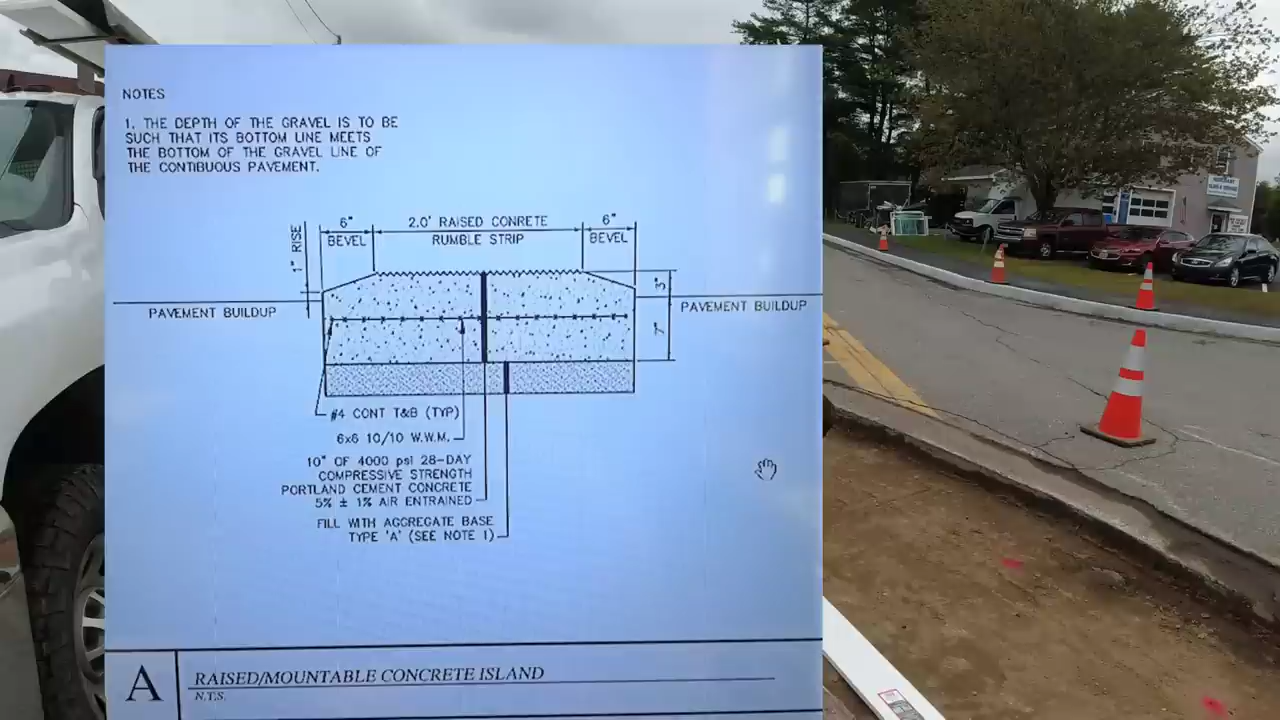 NOTES
1. THE DEPTH OF THE GRAVEL IS TO BE
SUCH THAT ITS BOTTOM LINE MEETS
THE BOTTOM OF THE GRAVEL LINE OF
THE CONTIBUOUS PAVEMENT.
1" RISE
6"
BEVEL
2.0' RAISED CONRETE
RUMBLE STRIP
6"
BEVEL
3"
7"
PAVEMENT BUILDUP
PAVEMENT BUILDUP
#4 CONT T&B (TYP)
6x6 10/10 W.W.M.
10" OF 4000 psi 28-DAY
COMPRESSIVE STRENGTH
PORTLAND CEMENT CONCRETE
5% ± 1% AIR ENTRAINED
FILL WITH AGGREGATE BASE
TYPE 'A' (SEE NOTE 1)
A
RAISED/MOUNTABLE CONCRETE ISLAND
N.T.S.